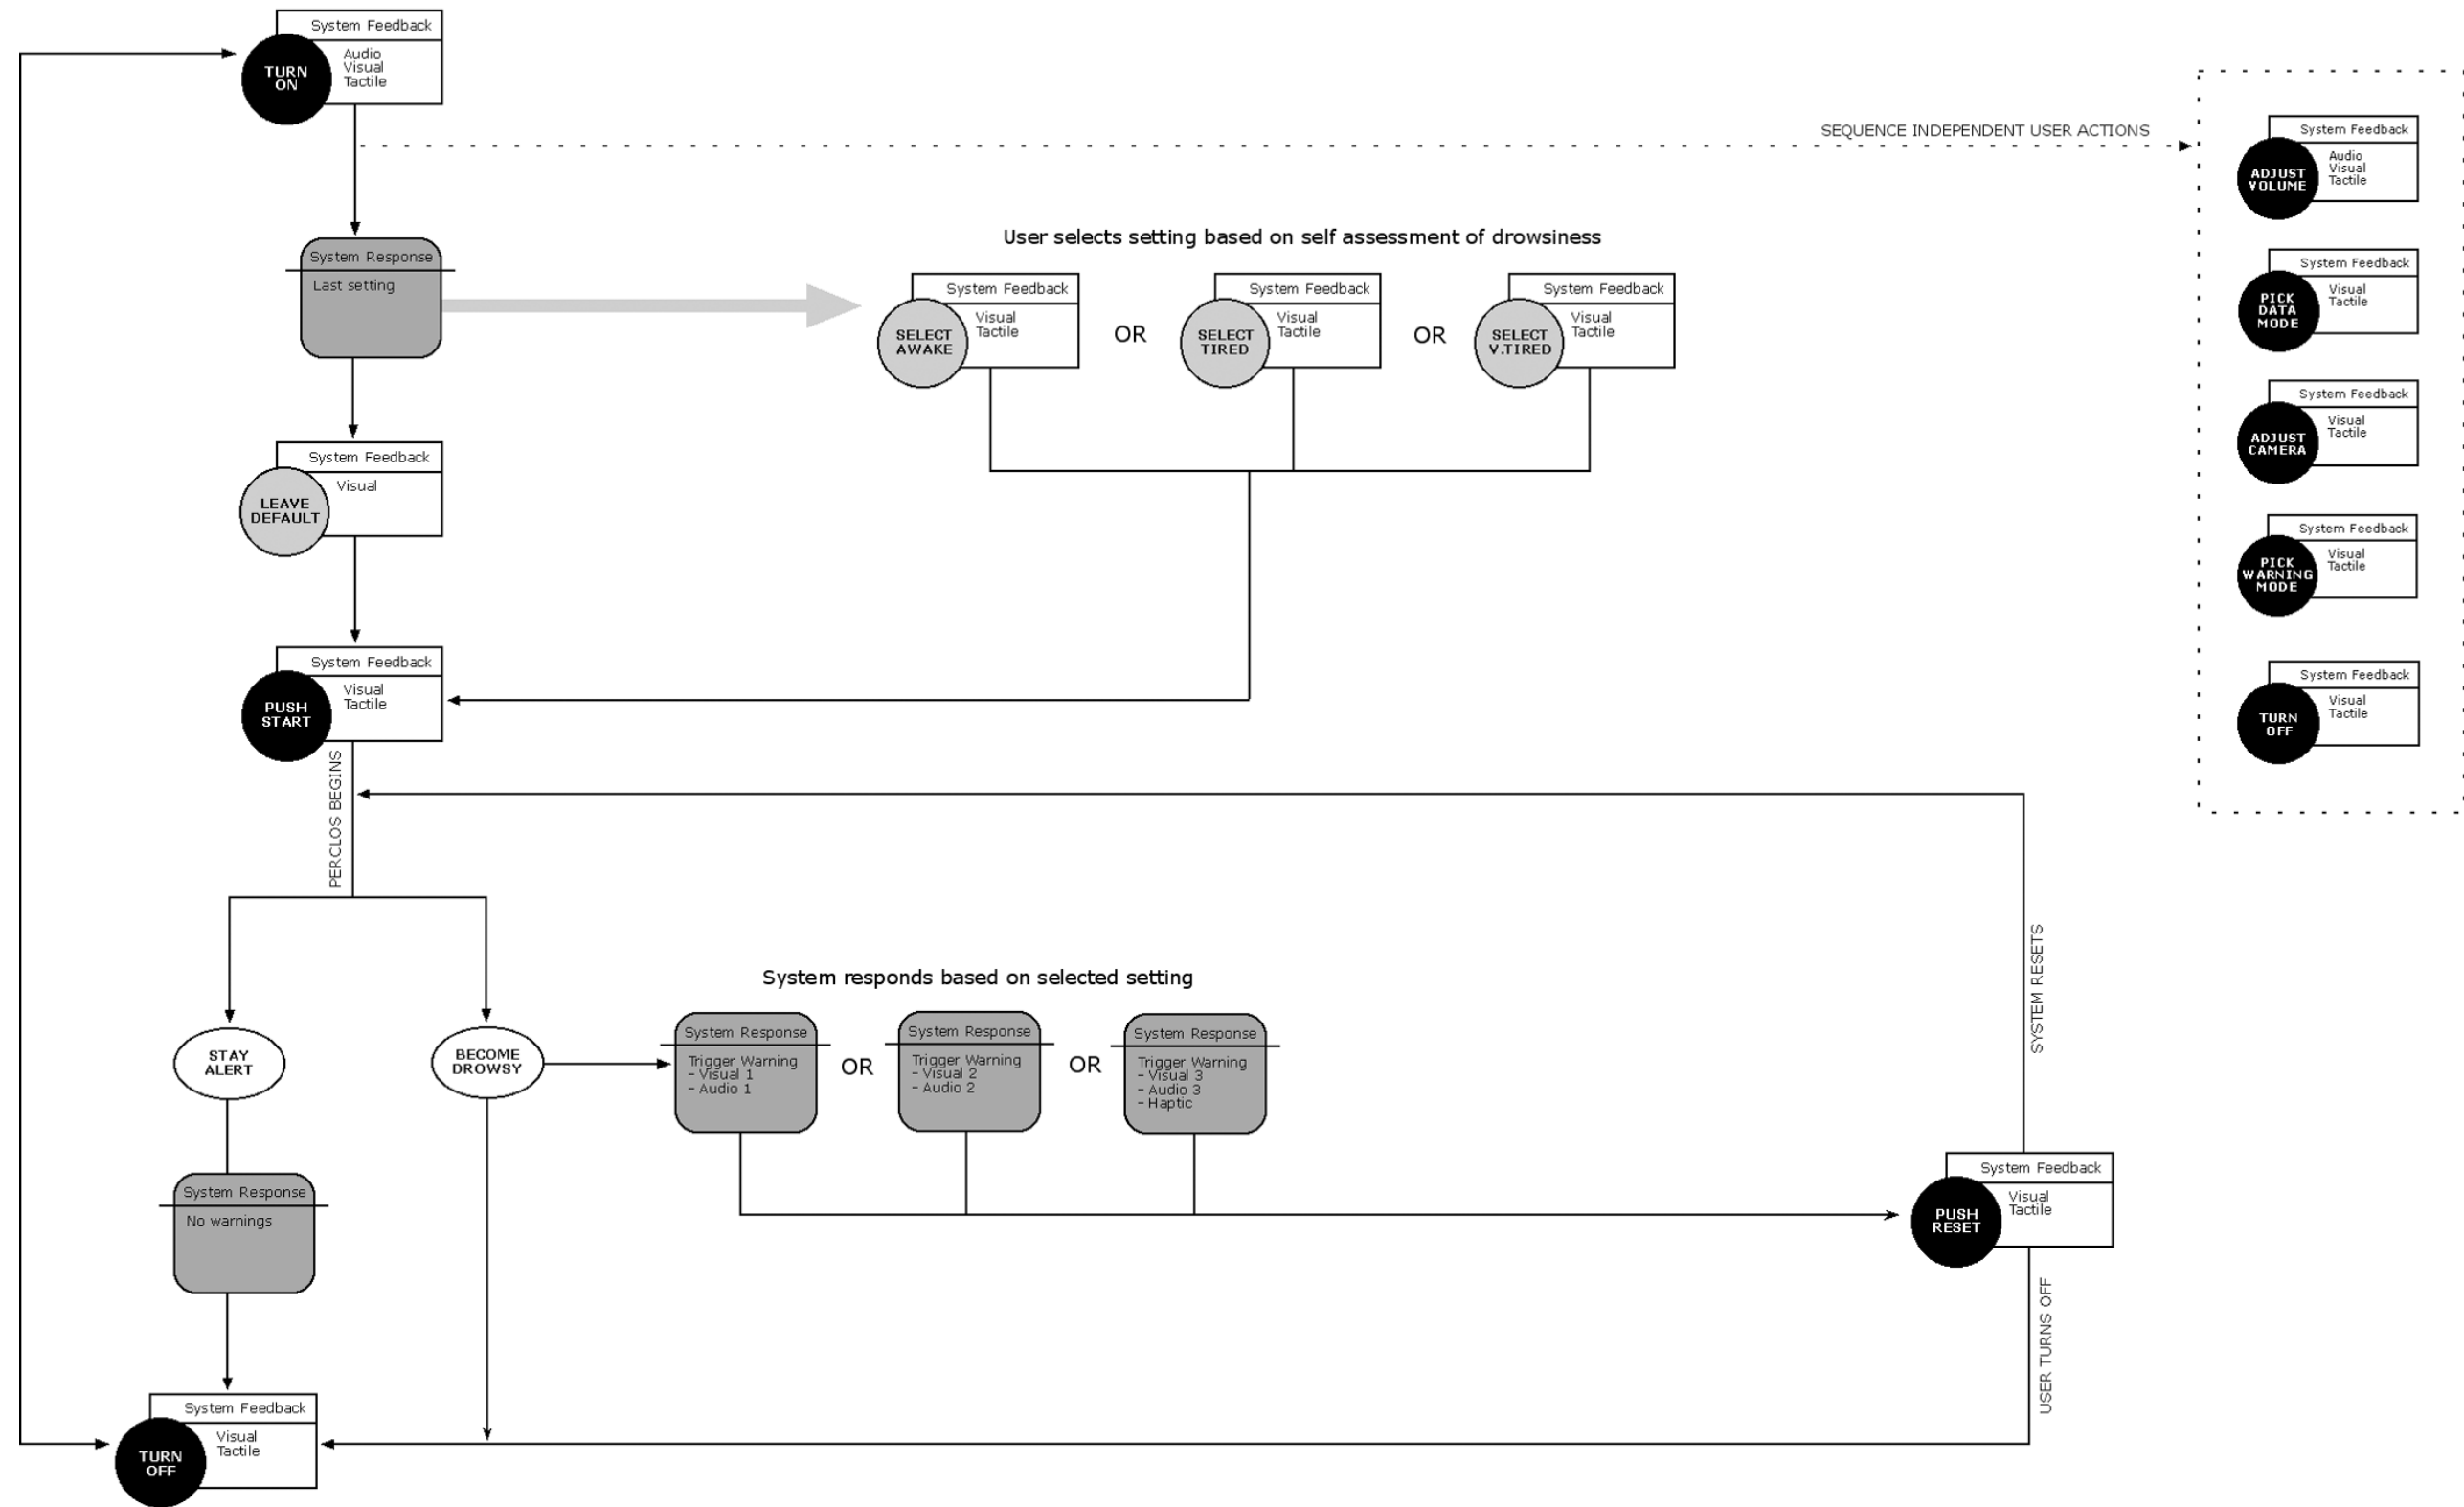 System Feedback
Audio
Visual
Tactile
TURN
ON
SEQUENCE INDEPENDENT USER ACTIONS
System Feedback
Audio
Visual
Tactile
ADJUST
VOLUME
System Feedback
Visual
Tactile
PICK
DATA
MODE
System Feedback
Visual
Tactile
ADJUST
CAMERA
System Feedback
Visual
Tactile
PICK
WARNING
MODE
System Feedback
Visual
Tactile
TURN
OFF
System Response
Last setting
User selects setting based on self assessment of drowsiness
System Feedback
Visual
Tactile
SELECT
AWAKE
OR
System Feedback
Visual
Tactile
SELECT
TIRED
OR
System Feedback
Visual
Tactile
SELECT
V.TIRED
System Feedback
Visual
LEAVE
DEFAULT
System Feedback
Visual
Tactile
PUSH
START
PERCLOS BEGINS
STAY
ALERT
BECOME
DROWSY
System responds based on selected setting
System Response
Trigger Warning
- Visual 1
- Audio 1
OR
System Response
Trigger Warning
- Visual 2
- Audio 2
OR
System Response
Trigger Warning
- Visual 3
- Audio 3
- Haptic
SYSTEM RESETS
System Feedback
Visual
Tactile
PUSH
RESET
USER TURNS OFF
System Response
No warnings
System Feedback
Visual
Tactile
TURN
OFF